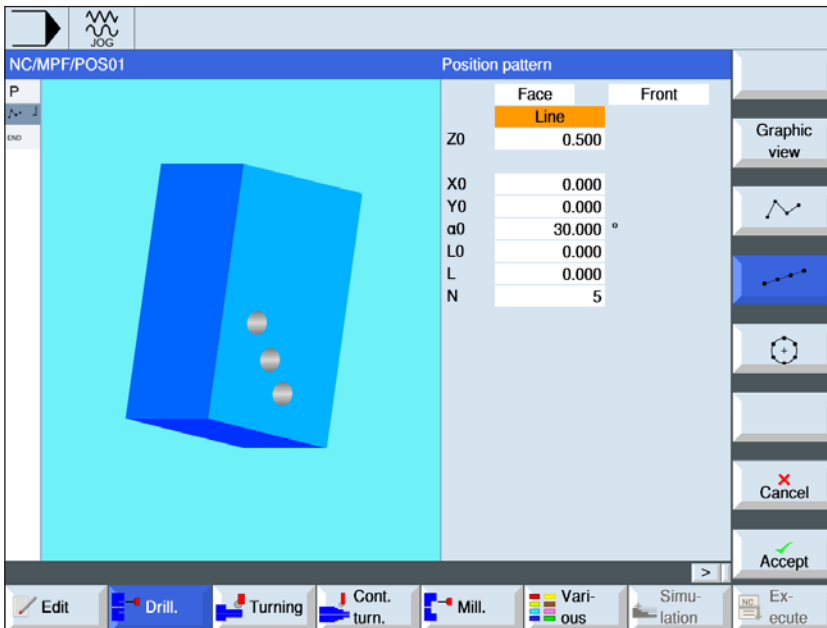 JOG
NC/MPF/POS01
Position pattern
P
END
Face Front
Line
Z0 0.500
X0 0.000
Y0 0.000
α0 30.000 °
L0 0.000
L 0.000
N 5
Graphic
view
Cancel
Accept
>
Edit
Drill.
Turning
Cont.
turn.
Mill.
Vari-
ous
Simu-
lation
NC
Ex-
ecute